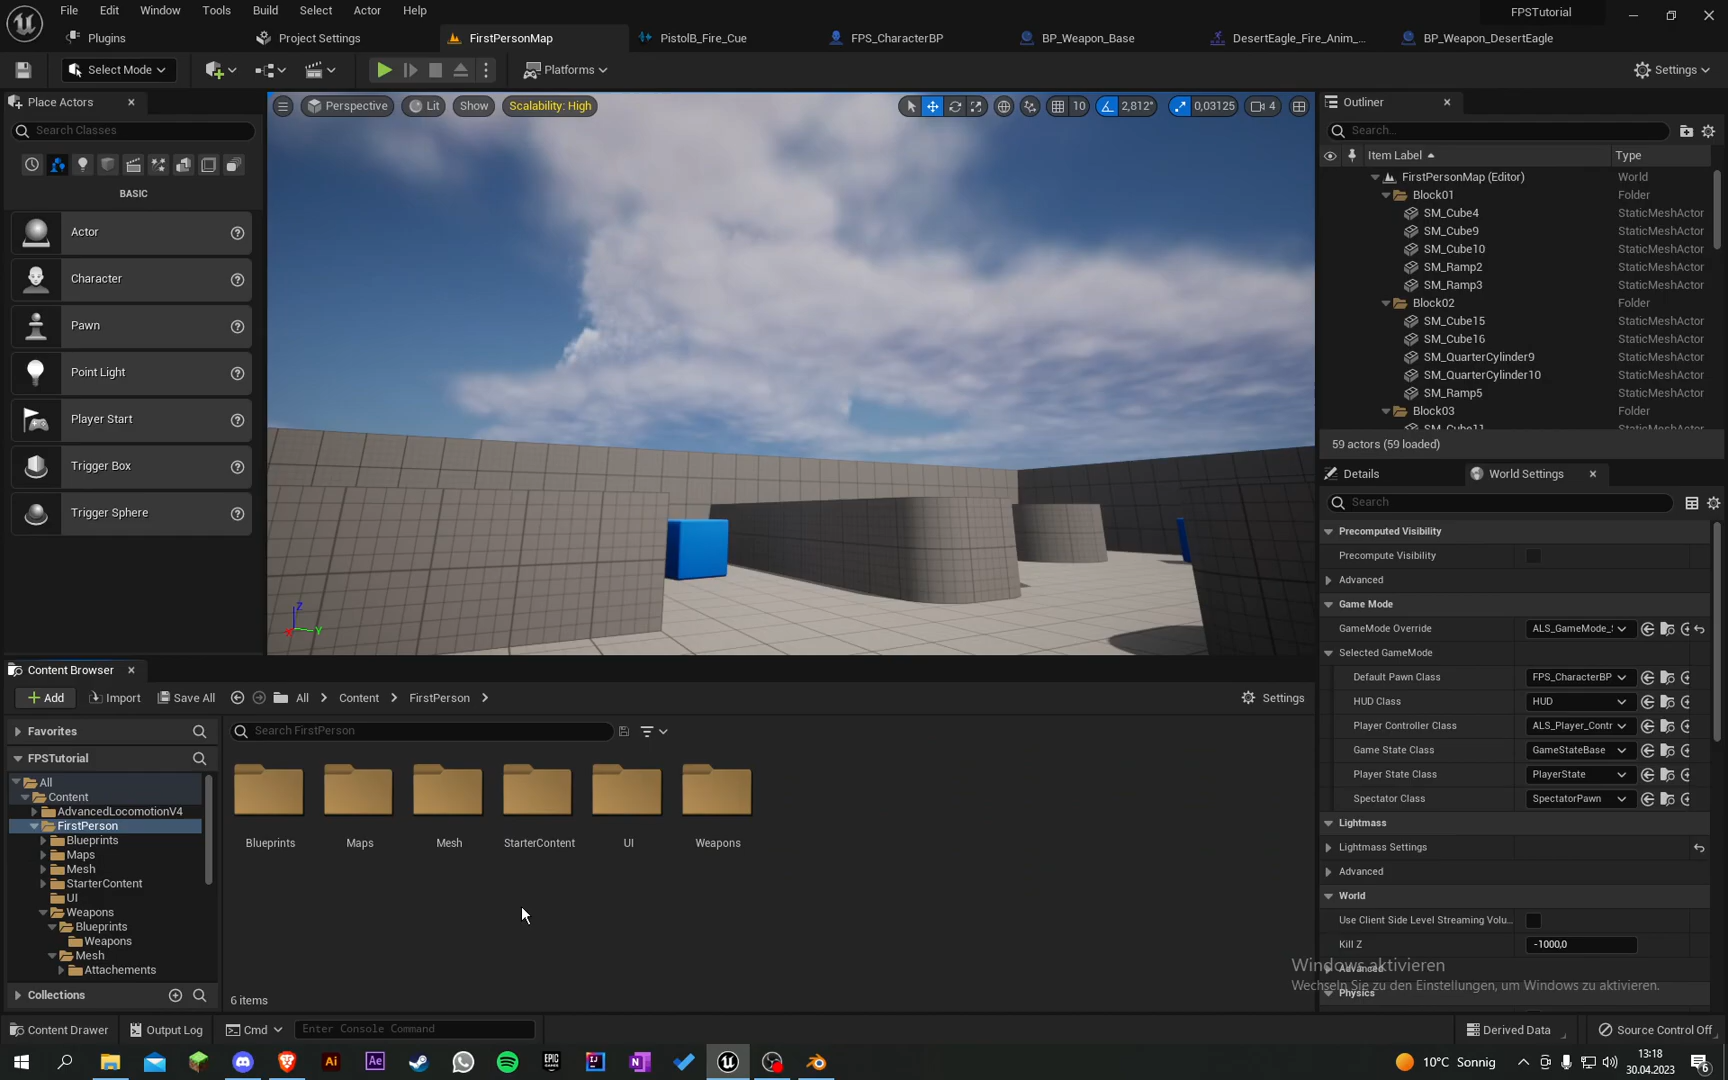 File Edit Window Tools Build Select Actor Help
FPSTutorial
Plugins Project Settings FirstPersonMap PistolB_Fire_Cue FPS_CharacterBP BP_Weapon_Base DesertEagle_Fire_Anim_... BP_Weapon_DesertEagle
Select Mode Platforms Settings
Place Actors
Search Classes
BASIC
Actor
Character
Pawn
Point Light
Player Start
Trigger Box
Trigger Sphere
Perspective Lit Show Scalability: High 10 2,812° 0,03125 4
Z
Y
Outliner
Search...
Item Label Type
FirstPersonMap (Editor) World
Block01 Folder
SM_Cube4 StaticMeshActor
SM_Cube9 StaticMeshActor
SM_Cube10 StaticMeshActor
SM_Ramp2 StaticMeshActor
SM_Ramp3 StaticMeshActor
Block02 Folder
SM_Cube15 StaticMeshActor
SM_Cube16 StaticMeshActor
SM_QuarterCylinder9 StaticMeshActor
SM_QuarterCylinder10 StaticMeshActor
SM_Ramp5 StaticMeshActor
Block03 Folder
SM_Cube11 StaticMeshActor
59 actors (59 loaded)
Details World Settings
Search
Precomputed Visibility
Precompute Visibility
Advanced
Game Mode
GameMode Override ALS_GameMode_S
Selected GameMode
Default Pawn Class FPS_CharacterBP
HUD Class HUD
Player Controller Class ALS_Player_Contr
Game State Class GameStateBase
Player State Class PlayerState
Spectator Class SpectatorPawn
Lightmass
Lightmass Settings
Advanced
World
Use Client Side Level Streaming Volu...
Kill Z -1000,0
Advanced
Physics
Windows aktivieren
Wechseln Sie zu den Einstellungen, um Windows zu aktivieren.
Content Browser
Add Import Save All All Content FirstPerson Settings
Favorites
FPSTutorial
All
Content
AdvancedLocomotionV4
FirstPerson
Blueprints
Maps
Mesh
StarterContent
UI
Weapons
Blueprints
Weapons
Mesh
Attachements
Collections
Search FirstPerson
Blueprints Maps Mesh StarterContent UI Weapons
6 items
Content Drawer Output Log Cmd Enter Console Command Derived Data Source Control Off
10°C Sonnig
13:18
30.04.2023
6